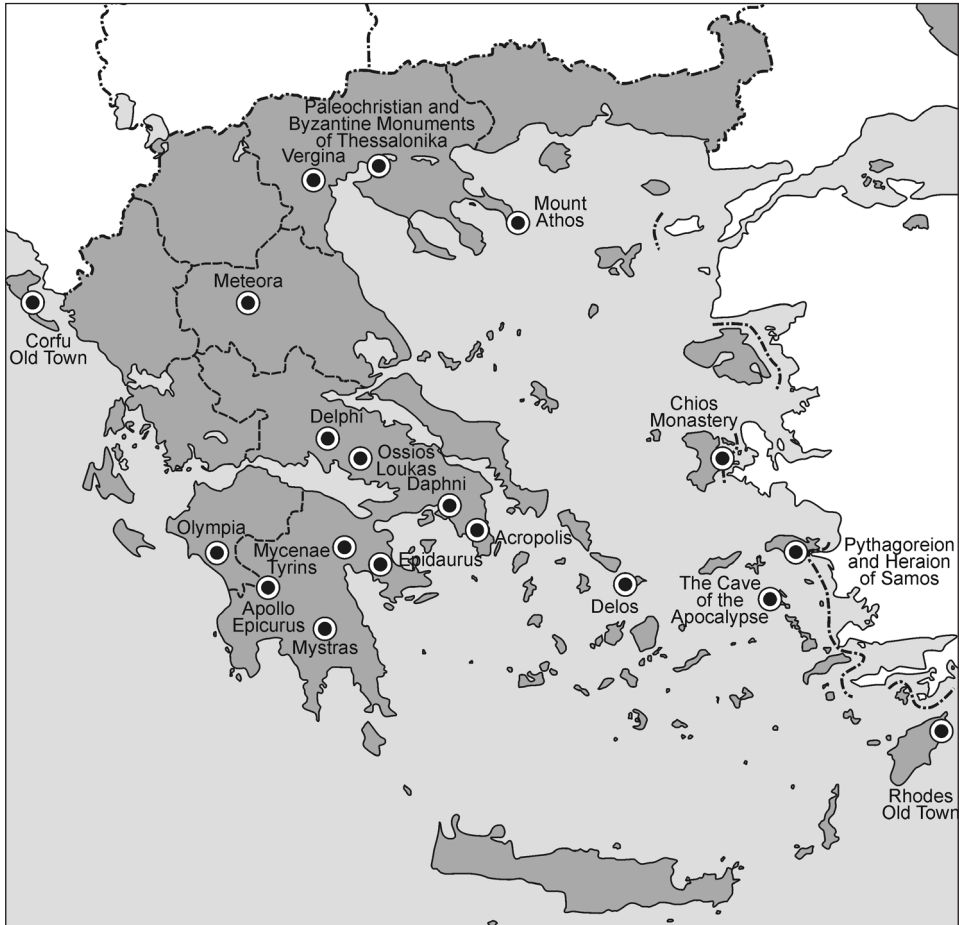 Paleochristian and
Byzantine Monuments
of Thessalonika
Vergina
Mount
Athos
Meteora
Corfu
Old Town
Chios
Monastery
Delphi
Ossios
Loukas
Daphni
Olympia
Mycenae
Tyrins
Epidaurus
Acropolis
Pythagoreion
and Heraion
of Samos
The Cave
of the
Apocalypse
Delos
Apollo
Epicurus
Mystras
Rhodes
Old Town